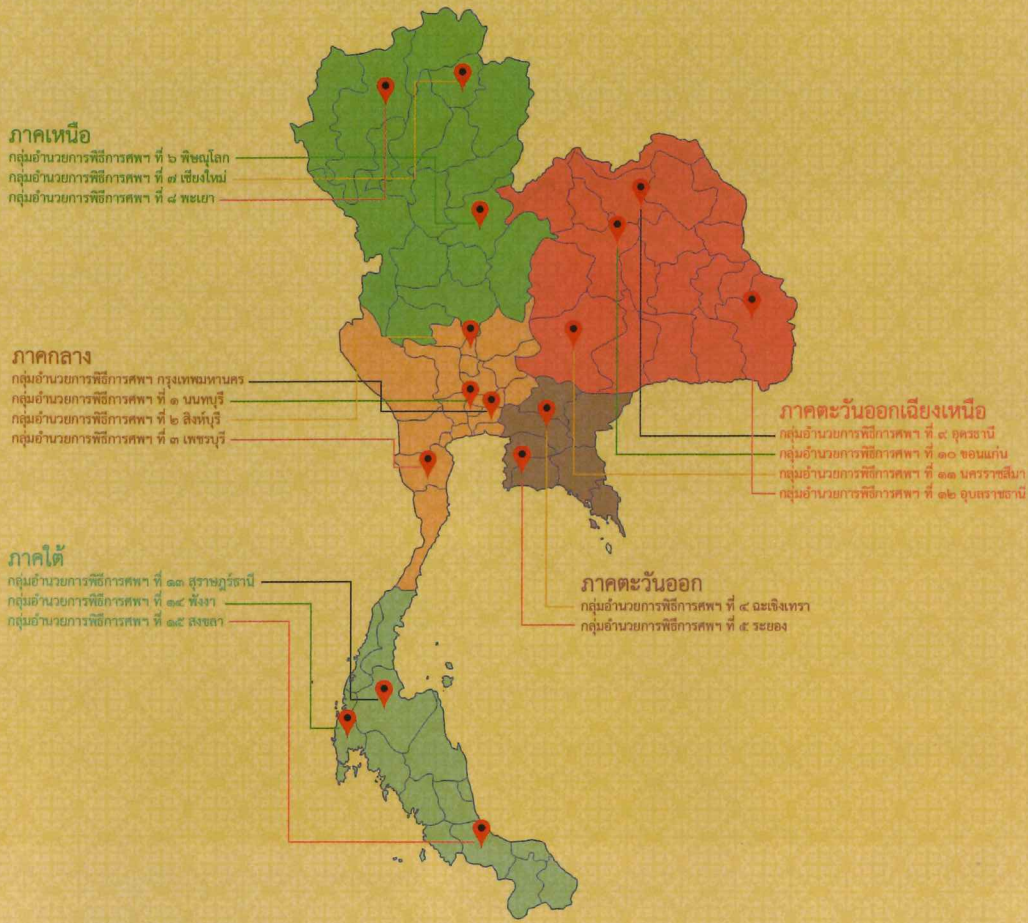 ภาคเหนือ
กลุ่มอำนวยการพิธีการศพฯ ที่ ๖ พิษณุโลก
กลุ่มอำนวยการพิธีการศพฯ ที่ ๗ เชียงใหม่
กลุ่มอำนวยการพิธีการศพฯ ที่ ๘ พะเยา
ภาคกลาง
กลุ่มอำนวยการพิธีการศพฯ กรุงเทพมหานคร
กลุ่มอำนวยการพิธีการศพฯ ที่ ๑ นนทบุรี
กลุ่มอำนวยการพิธีการศพฯ ที่ ๒ สิงห์บุรี
กลุ่มอำนวยการพิธีการศพฯ ที่ ๓ เพชรบุรี
ภาคตะวันออกเฉียงเหนือ
กลุ่มอำนวยการพิธีการศพฯ ที่ ๙ อุดรธานี
กลุ่มอำนวยการพิธีการศพฯ ที่ ๑๐ ขอนแก่น
กลุ่มอำนวยการพิธีการศพฯ ที่ ๑๑ นครราชสีมา
กลุ่มอำนวยการพิธีการศพฯ ที่ ๑๒ อุบลราชธานี
ภาคใต้
กลุ่มอำนวยการพิธีการศพฯ ที่ ๑๓ สุราษฎร์ธานี
กลุ่มอำนวยการพิธีการศพฯ ที่ ๑๔ พังงา
กลุ่มอำนวยการพิธีการศพฯ ที่ ๑๕ สงขลา
ภาคตะวันออก
กลุ่มอำนวยการพิธีการศพฯ ที่ ๔ ฉะเชิงเทรา
กลุ่มอำนวยการพิธีการศพฯ ที่ ๕ ระยอง